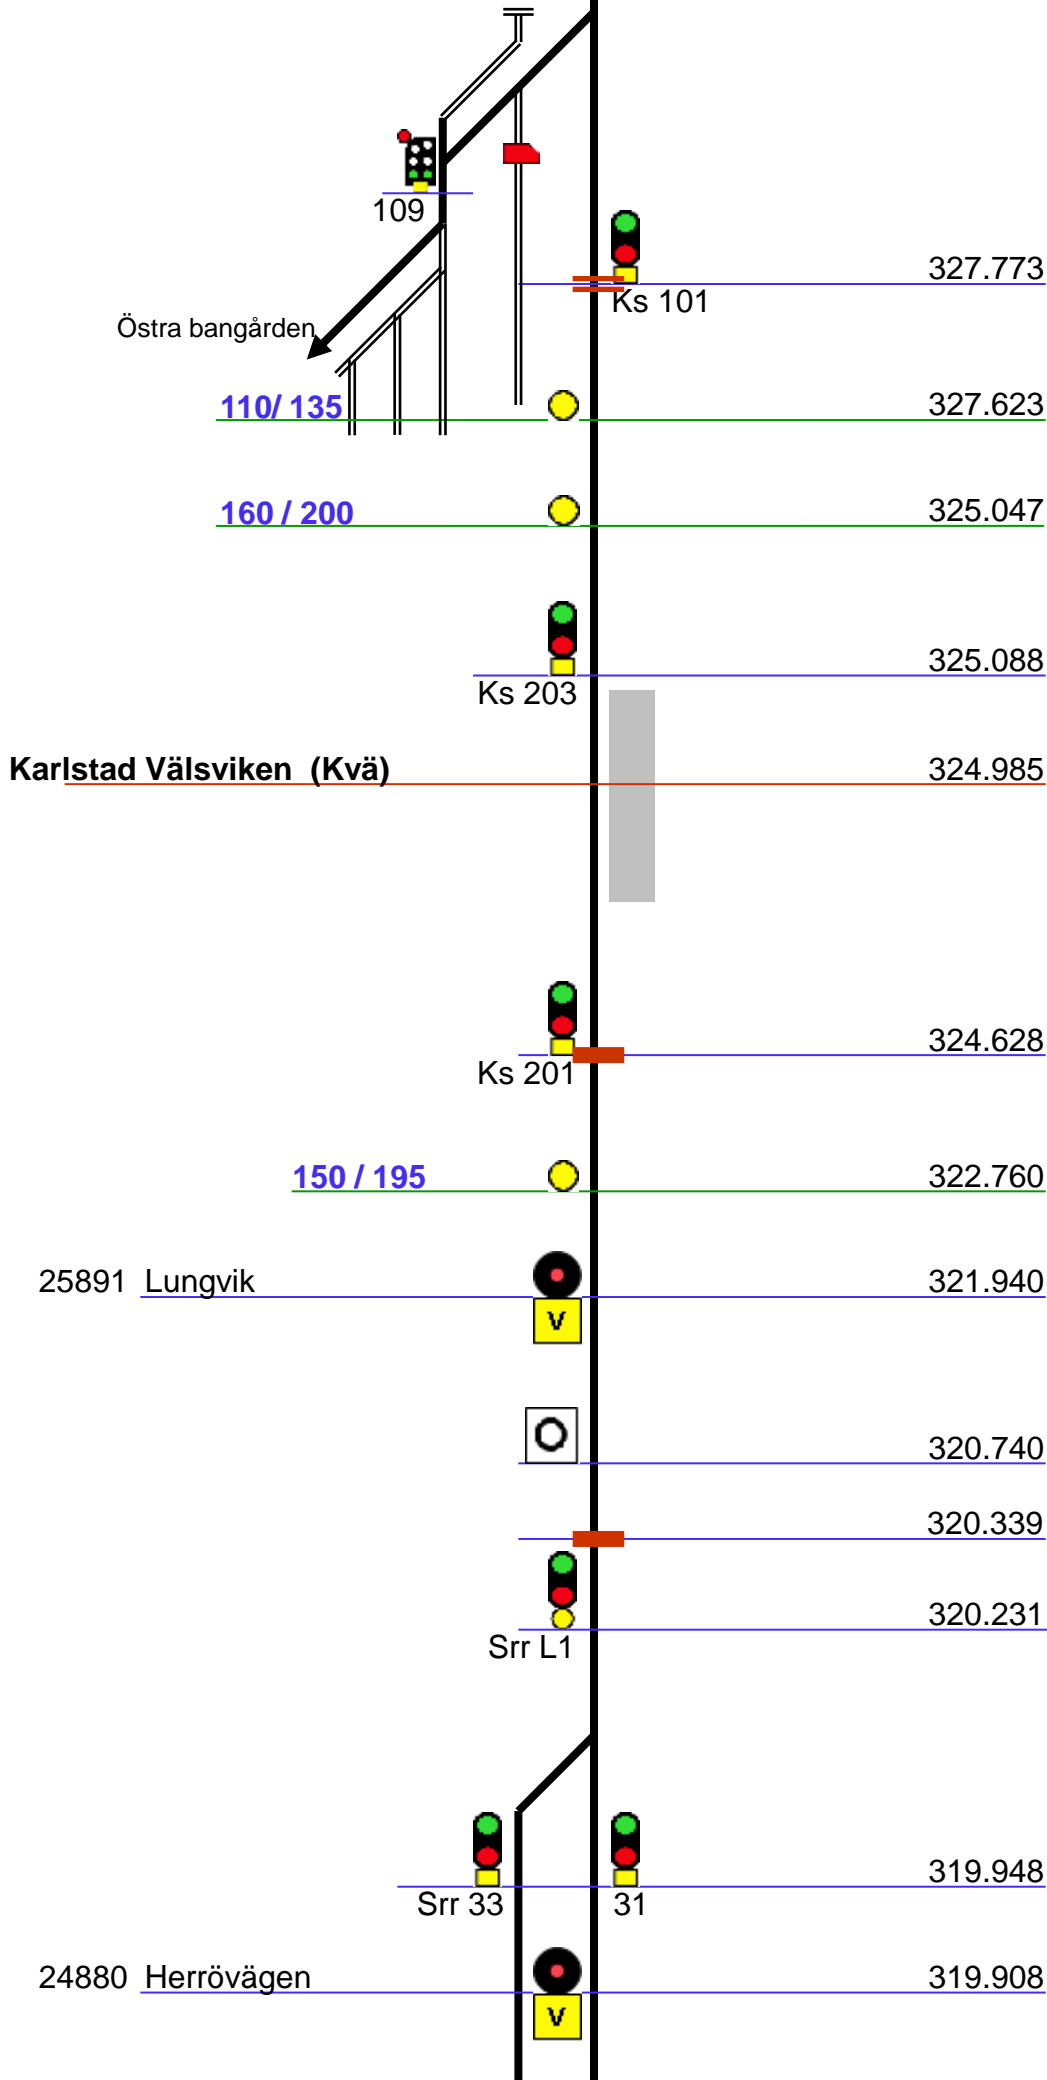 109
327.773
Ks 101
Östra bangården
110/ 135 327.623
160 / 200 325.047
325.088
Ks 203
Karlstad Välsviken (Kvä) 324.985
324.628
Ks 201
150 / 195 322.760
25891 Lungvik 321.940
V
O 320.740
320.339
320.231
Srr L1
319.948
Srr 33 31
24880 Herrövägen 319.908
V